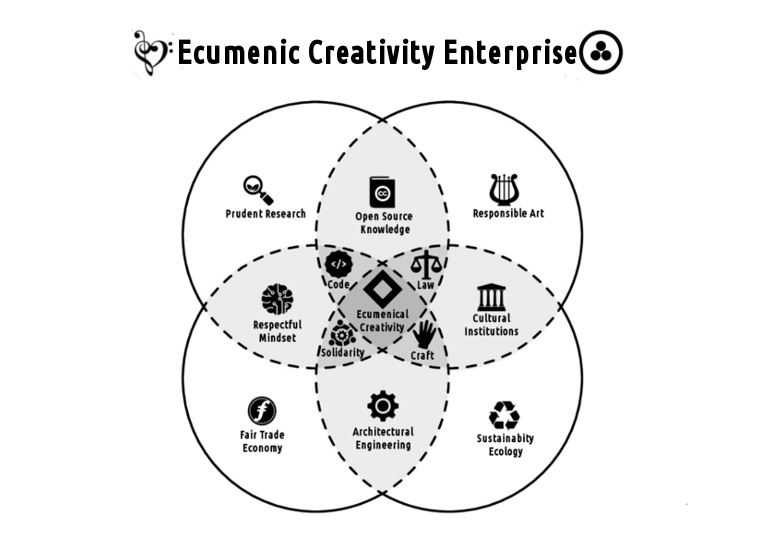 Ecumenic Creativity Enterprise
Prudent Research
cc
Open Source
Knowledge
Responsible Art
</>
Code
Law
Respectful
Mindset
Ecumenical
Creativity
Cultural
Institutions
Solidarity
Craft
Fair Trade
Economy
Architectural
Engineering
Sustainabity
Ecology